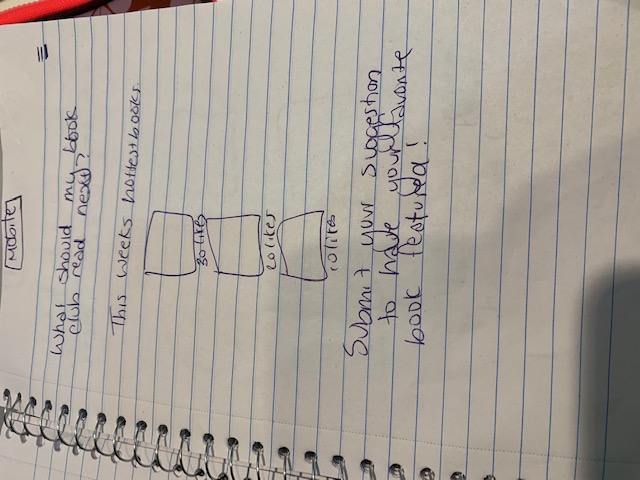 Mobile
What should my book
club read next?
This weeks hottest books.
30 likes
20 likes
10 likes
Submit your suggestion
to have your favorite
book featured!